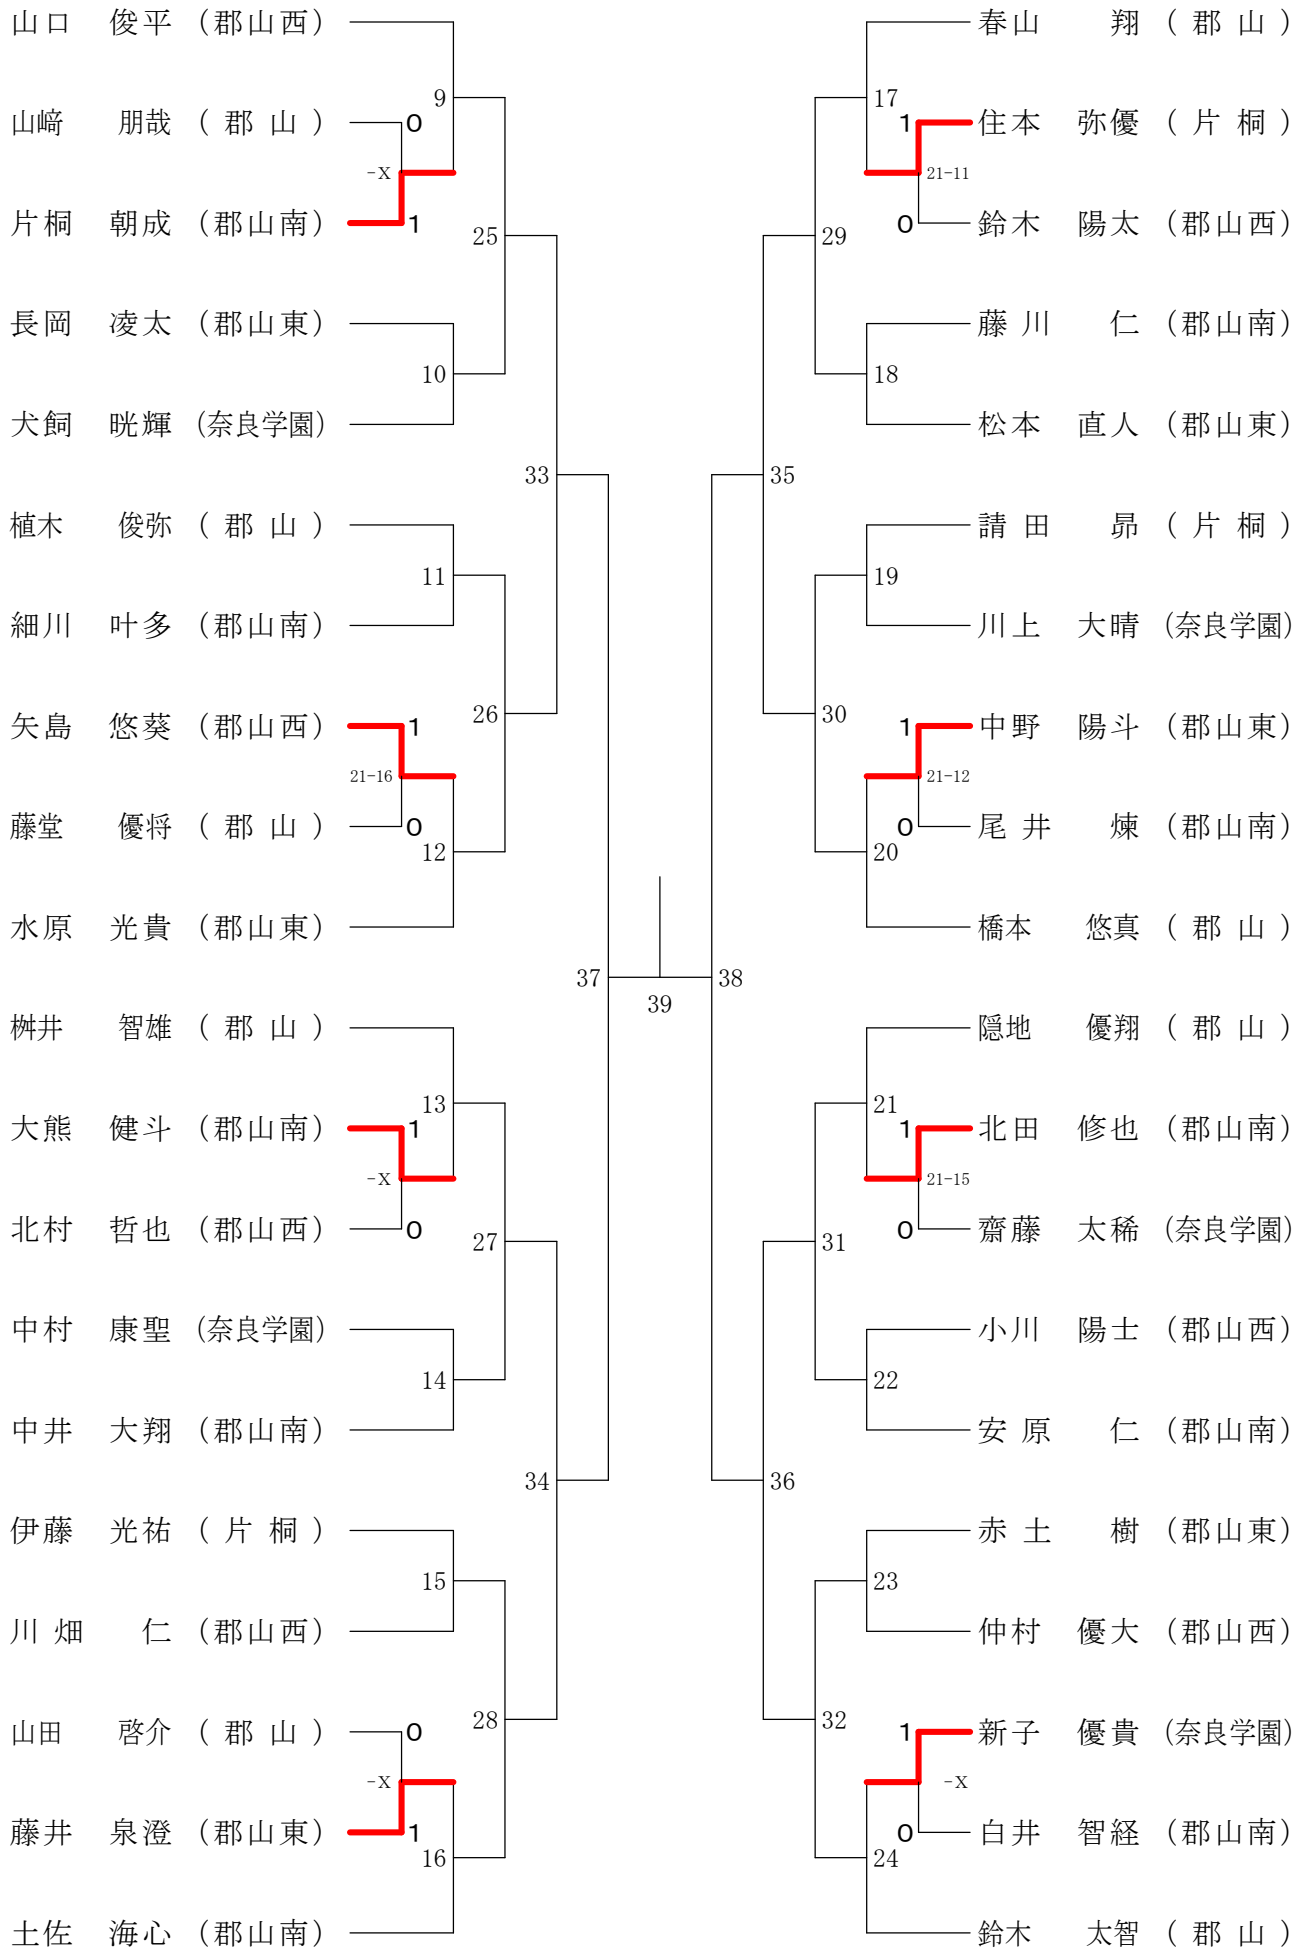 山口 俊平 (郡山西)
9
山﨑 朋哉 (郡山) 0
-X
片桐 朝成 (郡山南) 1
25
長岡 凌太 (郡山東)
10
犬飼 晄輝 (奈良学園)
33
植木 俊弥 (郡山)
11
細川 叶多 (郡山南)
26
矢島 悠葵 (郡山西) 1
21-16
藤堂 優将 (郡山) 0
12
水原 光貴 (郡山東)
37
39
38
桝井 智雄 (郡山)
13
大熊 健斗 (郡山南) 1
-X
北村 哲也 (郡山西) 0
27
中村 康聖 (奈良学園)
14
中井 大翔 (郡山南)
34
伊藤 光祐 (片桐)
15
川畑 仁 (郡山西)
28
山田 啓介 (郡山) 0
-X
藤井 泉澄 (郡山東) 1
16
土佐 海心 (郡山南)
春山 翔 (郡山)
17
1 住本 弥優 (片桐)
21-11
0 鈴木 陽太 (郡山西)
29
藤川 仁 (郡山南)
18
松本 直人 (郡山東)
35
請田 昴 (片桐)
19
川上 大晴 (奈良学園)
30
1 中野 陽斗 (郡山東)
21-12
0 尾井 煉 (郡山南)
20
橋本 悠真 (郡山)
隠地 優翔 (郡山)
21
1 北田 修也 (郡山南)
21-15
0 齋藤 太稀 (奈良学園)
31
小川 陽士 (郡山西)
22
安原 仁 (郡山南)
36
赤土 樹 (郡山東)
23
仲村 優大 (郡山西)
32
1 新子 優貴 (奈良学園)
-X
0 白井 智経 (郡山南)
24
鈴木 太智 (郡山)